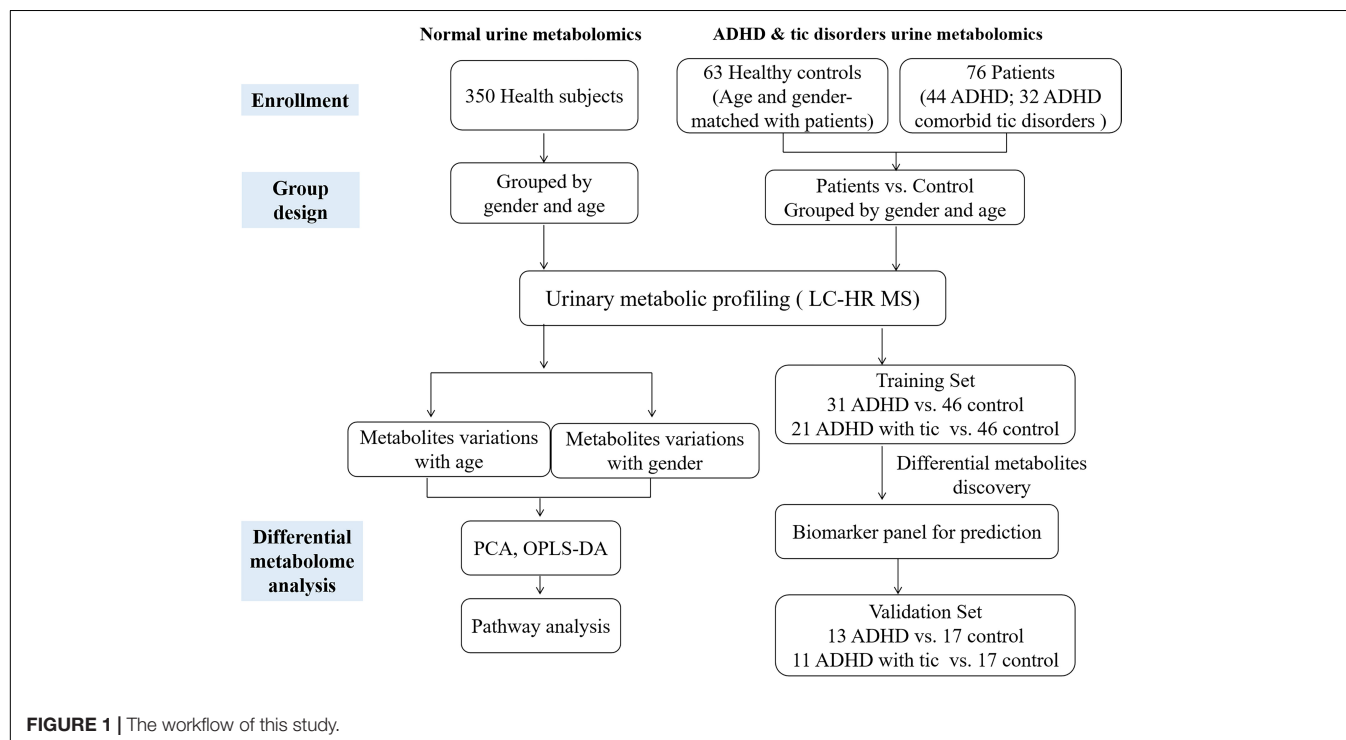 Normal urine metabolomics
ADHD & tic disorders urine metabolomics
Enrollment
350 Health subjects
63 Healthy controls
(Age and gender-
matched with patients)
76 Patients
(44 ADHD; 32 ADHD
comorbid tic disorders )
Group
design
Grouped by
gender and age
Patients vs. Control
Grouped by gender and age
Urinary metabolic profiling ( LC-HR MS)
Metabolites variations
with age
Metabolites variations
with gender
Training Set
31 ADHD vs. 46 control
21 ADHD with tic vs. 46 control
Differential metabolites
discovery
Differential
metabolome
analysis
PCA, OPLS-DA
Biomarker panel for prediction
Pathway analysis
Validation Set
13 ADHD vs. 17 control
11 ADHD with tic vs. 17 control
FIGURE 1 | The workflow of this study.